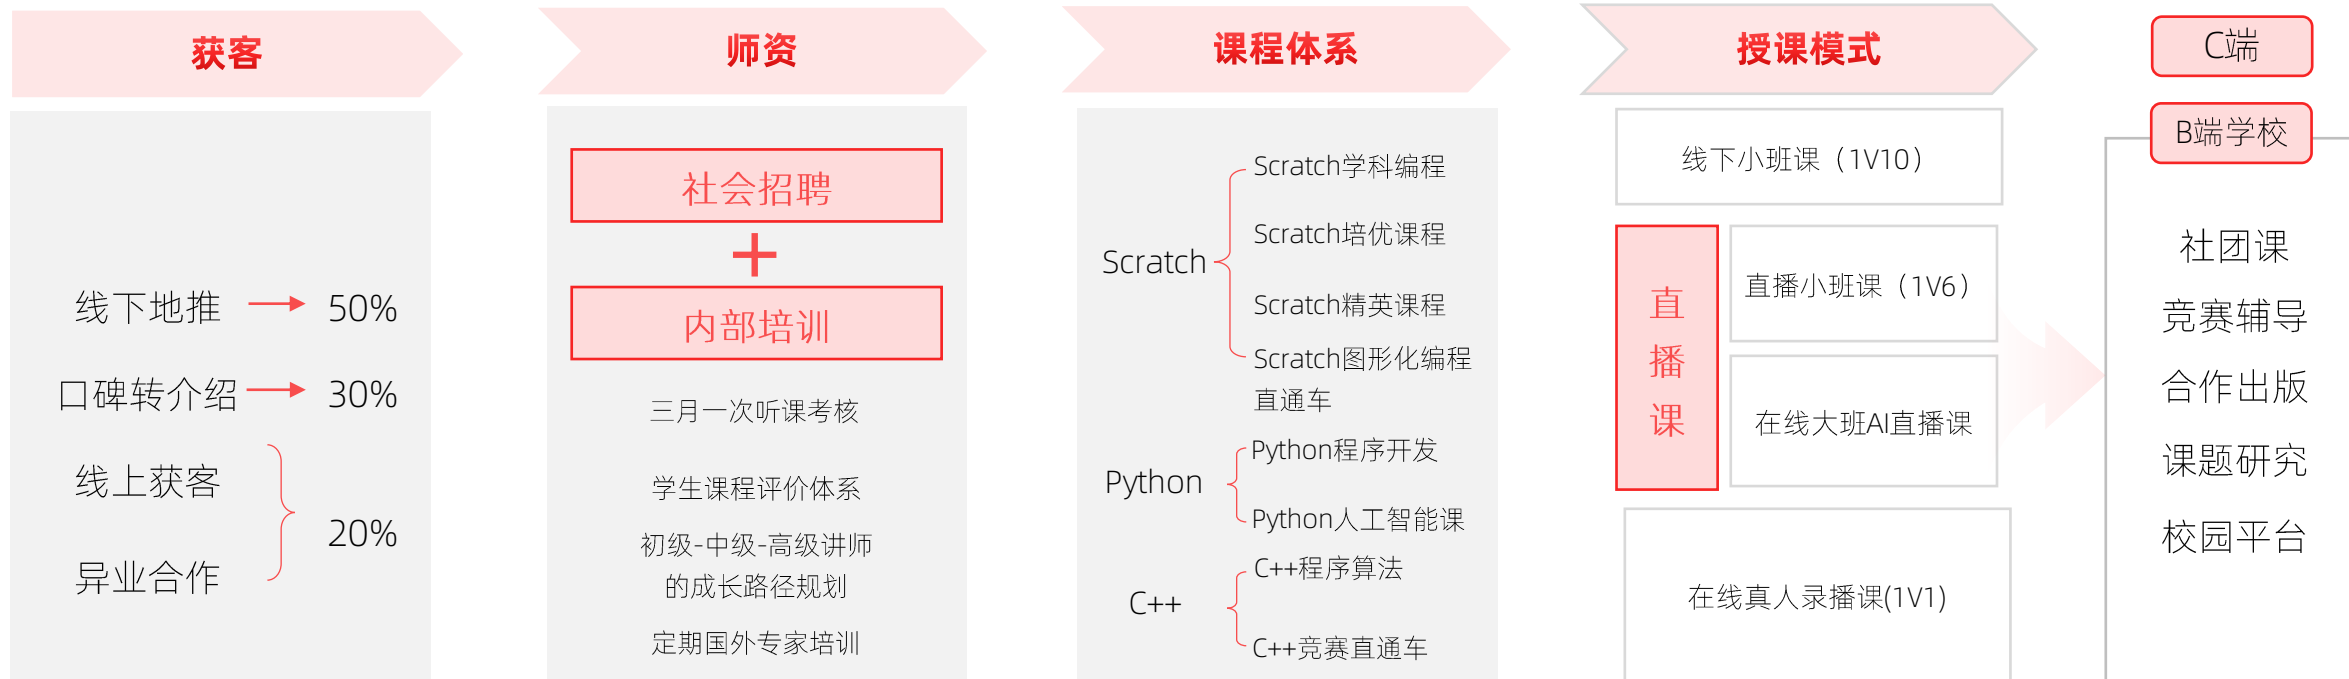 获客
线下地推
50%
口碑转介绍
30%
线上获客
异业合作
20%
师资
社会招聘
+
内部培训
三月一次听课考核
学生课程评价体系
初级-中级-高级讲师
的成长路径规划
定期国外专家培训
课程体系
Scratch
Scratch学科编程
Scratch培优课程
Scratch精英课程
Scratch图形化编程
直通车
Python
Python程序开发
Python人工智能课
C++
C++程序算法
C++竞赛直通车
授课模式
线下小班课（1V10）
直播课
直播小班课（1V6）
在线大班AI直播课
在线真人录播课(1V1)
C端
B端学校
社团课
竞赛辅导
合作出版
课题研究
校园平台